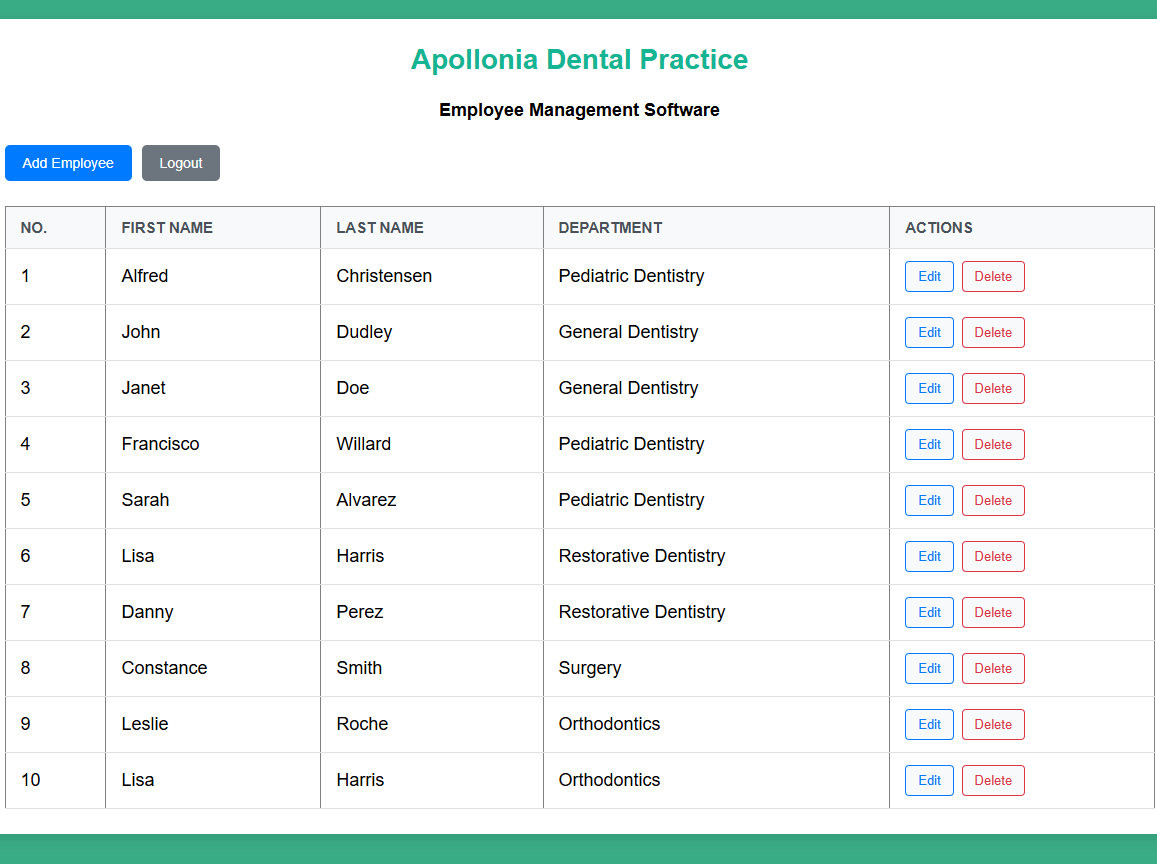 Apollonia Dental Practice
Employee Management Software
Add Employee Logout
NO. FIRST NAME LAST NAME DEPARTMENT ACTIONS
1 Alfred Christensen Pediatric Dentistry Edit Delete
2 John Dudley General Dentistry Edit Delete
3 Janet Doe General Dentistry Edit Delete
4 Francisco Willard Pediatric Dentistry Edit Delete
5 Sarah Alvarez Pediatric Dentistry Edit Delete
6 Lisa Harris Restorative Dentistry Edit Delete
7 Danny Perez Restorative Dentistry Edit Delete
8 Constance Smith Surgery Edit Delete
9 Leslie Roche Orthodontics Edit Delete
10 Lisa Harris Orthodontics Edit Delete